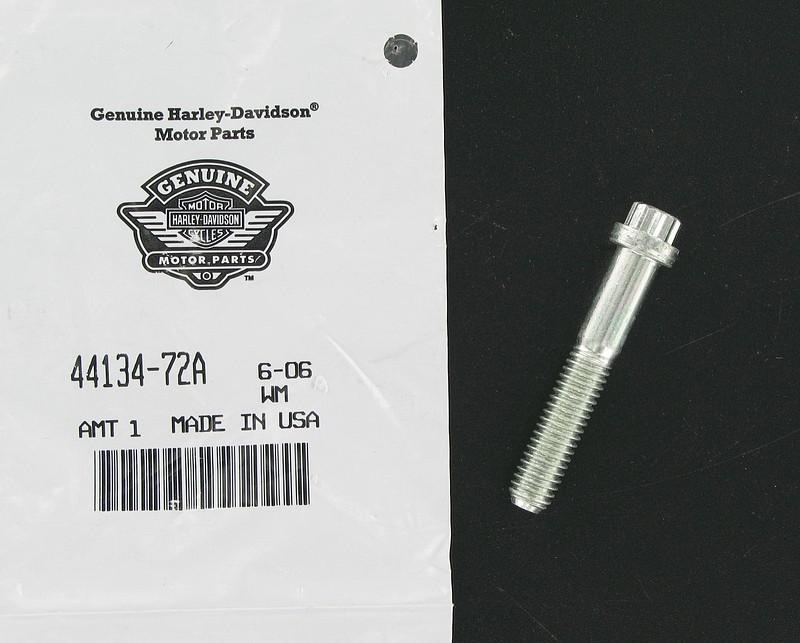 Genuine Harley-Davidson®
Motor Parts
GENUINE
MOTOR
HARLEY-DAVIDSON
CYCLES
MOTOR PARTS
™
44134-72A 6-06
WM
AMT 1 MADE IN USA